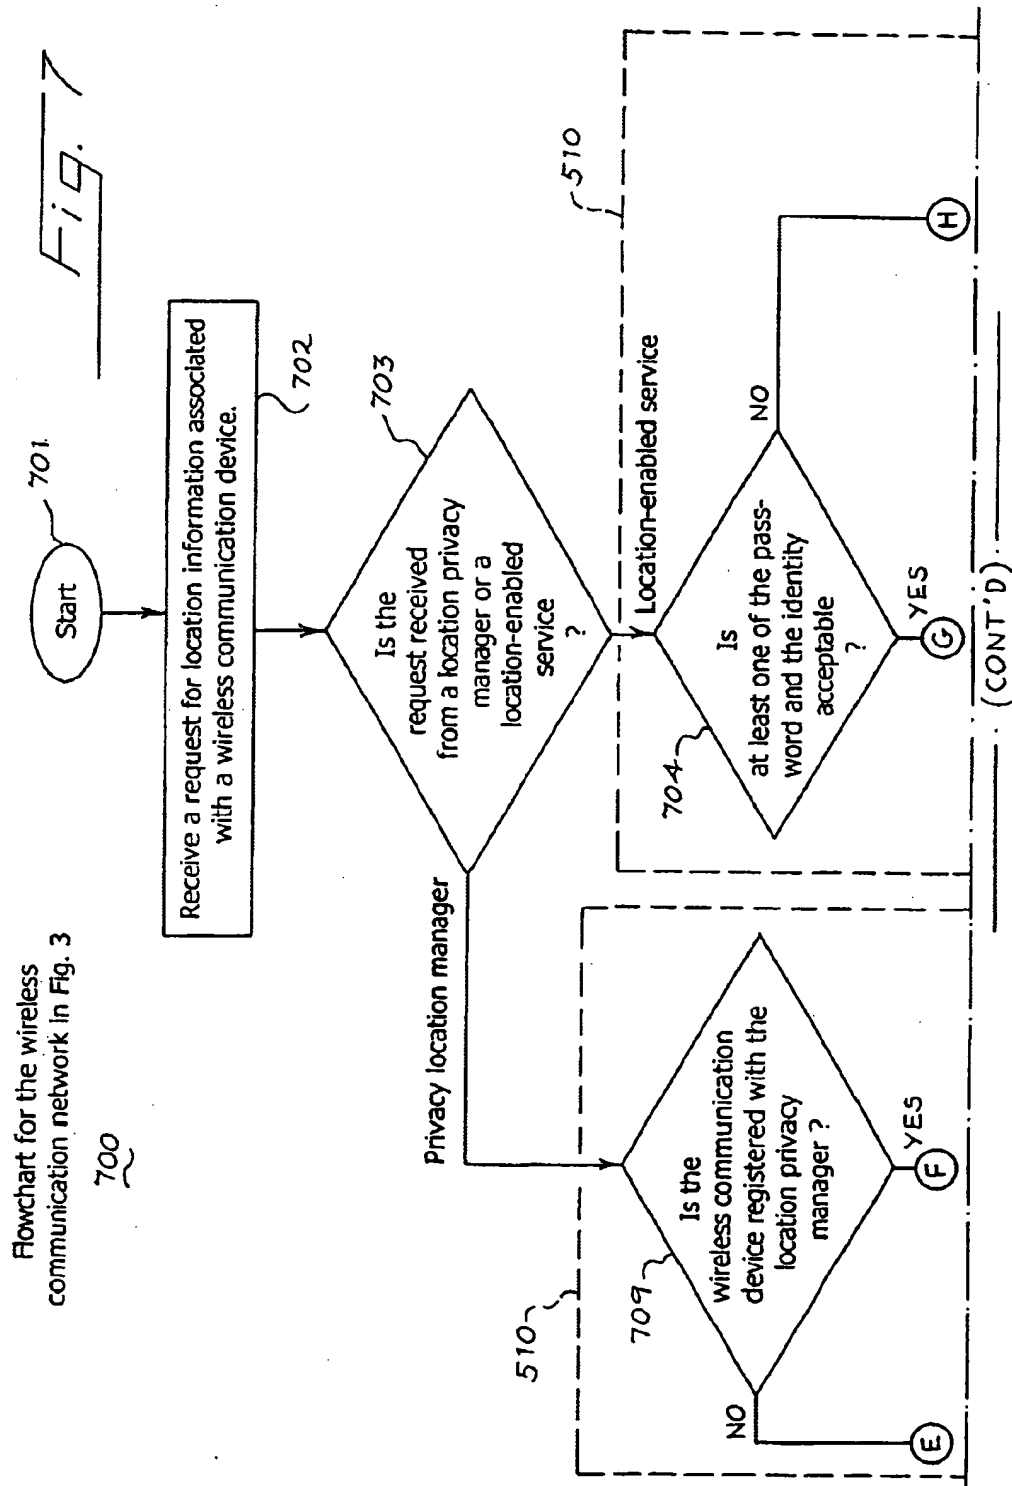 Flowchart for the wireless
communication network in Fig. 3
700
Fig. 7
Start
701
Receive a request for location information associated
with a wireless communication device.
702
Is the
request received
from a location privacy
manager or a
location-enabled
service
?
703
Privacy location manager
Location-enabled service
510
510
Is the
wireless communication
device registered with the
location privacy
manager ?
709
NO
YES
E
F
Is
at least one of the pass-
word and the identity
acceptable
?
704
NO
YES
G
H
(CONT'D)